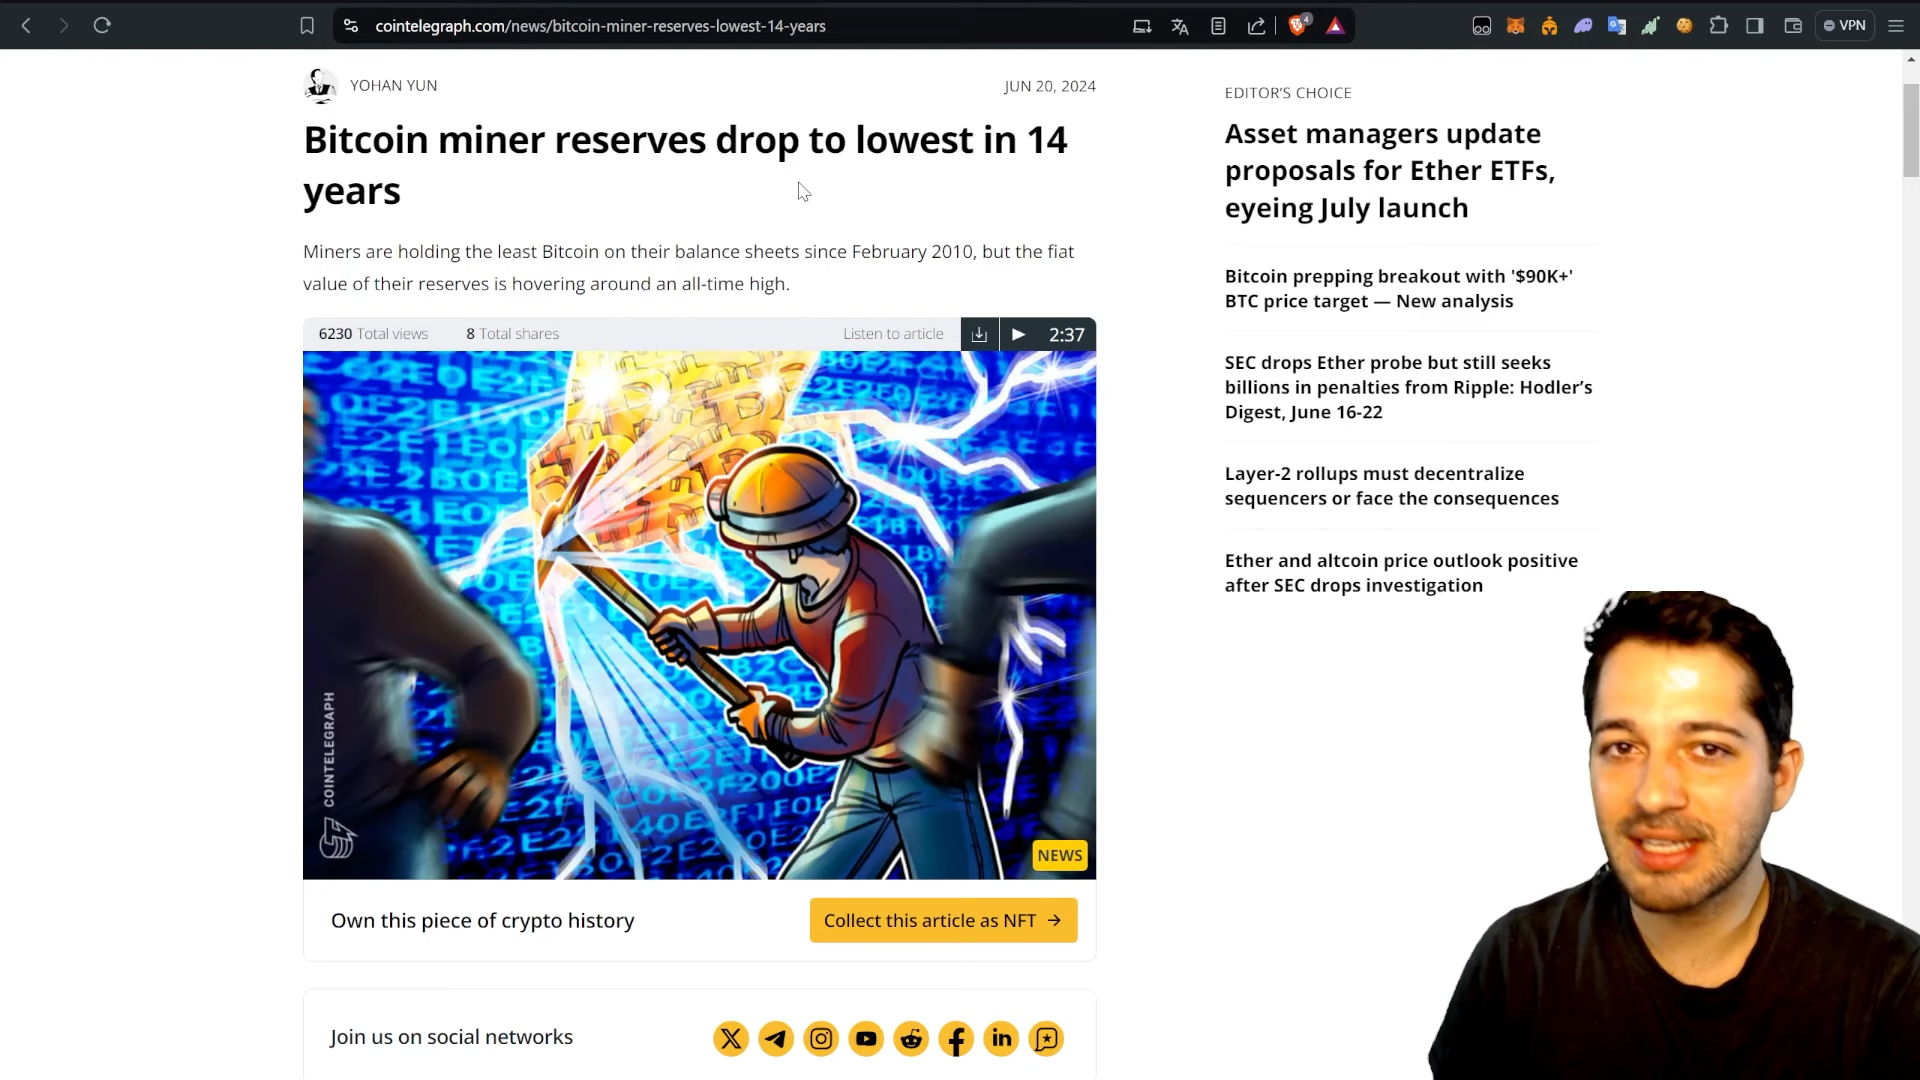 cointelegraph.com/news/bitcoin-miner-reserves-lowest-14-years
4
VPN
YOHAN YUN
JUN 20, 2024
Bitcoin miner reserves drop to lowest in 14
years
Miners are holding the least Bitcoin on their balance sheets since February 2010, but the fiat
value of their reserves is hovering around an all-time high.
6230 Total views
8 Total shares
Listen to article
2:37
COINTELEGRAPH
NEWS
Own this piece of crypto history
Collect this article as NFT →
Join us on social networks
EDITOR’S CHOICE
Asset managers update
proposals for Ether ETFs,
eyeing July launch
Bitcoin prepping breakout with '$90K+'
BTC price target — New analysis
SEC drops Ether probe but still seeks
billions in penalties from Ripple: Hodler’s
Digest, June 16-22
Layer-2 rollups must decentralize
sequencers or face the consequences
Ether and altcoin price outlook positive
after SEC drops investigation